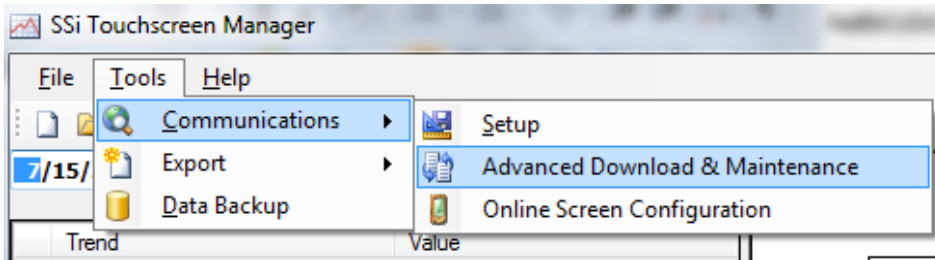 SSi Touchscreen Manager
File Tools Help
Communications Setup
7/15/ Export Advanced Download & Maintenance
Data Backup Online Screen Configuration
Trend Value